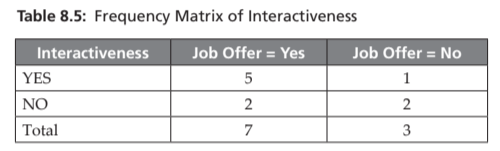 Table 8.5: Frequency Matrix of Interactiveness
Interactiveness Job Offer = Yes Job Offer = No
YES 5 1
NO 2 2
Total 7 3